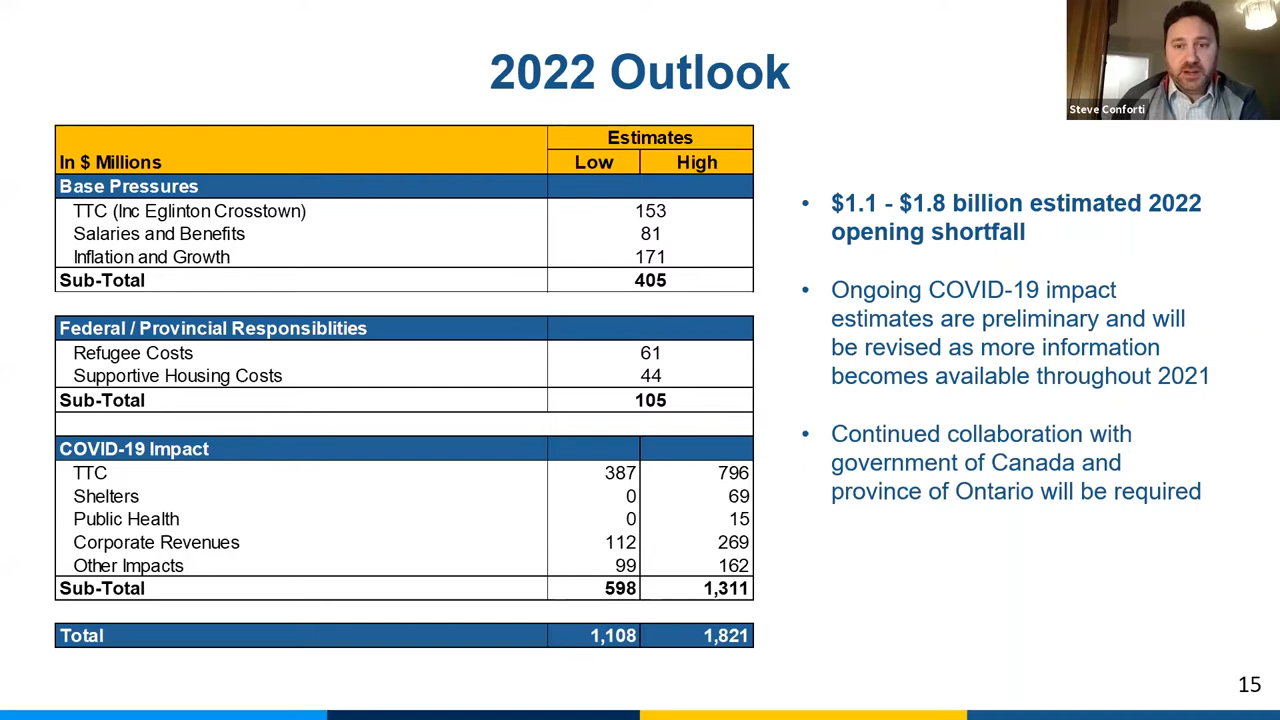 2022 Outlook
Steve Conforti
Estimates
In $ Millions Low High
Base Pressures
TTC (Inc Eglinton Crosstown) 153
Salaries and Benefits 81
Inflation and Growth 171
Sub-Total 405
Federal / Provincial Responsiblities
Refugee Costs 61
Supportive Housing Costs 44
Sub-Total 105
COVID-19 Impact
TTC 387 796
Shelters 0 69
Public Health 0 15
Corporate Revenues 112 269
Other Impacts 99 162
Sub-Total 598 1,311
Total 1,108 1,821
• $1.1 - $1.8 billion estimated 2022
opening shortfall
• Ongoing COVID-19 impact
estimates are preliminary and will
be revised as more information
becomes available throughout 2021
• Continued collaboration with
government of Canada and
province of Ontario will be required
15